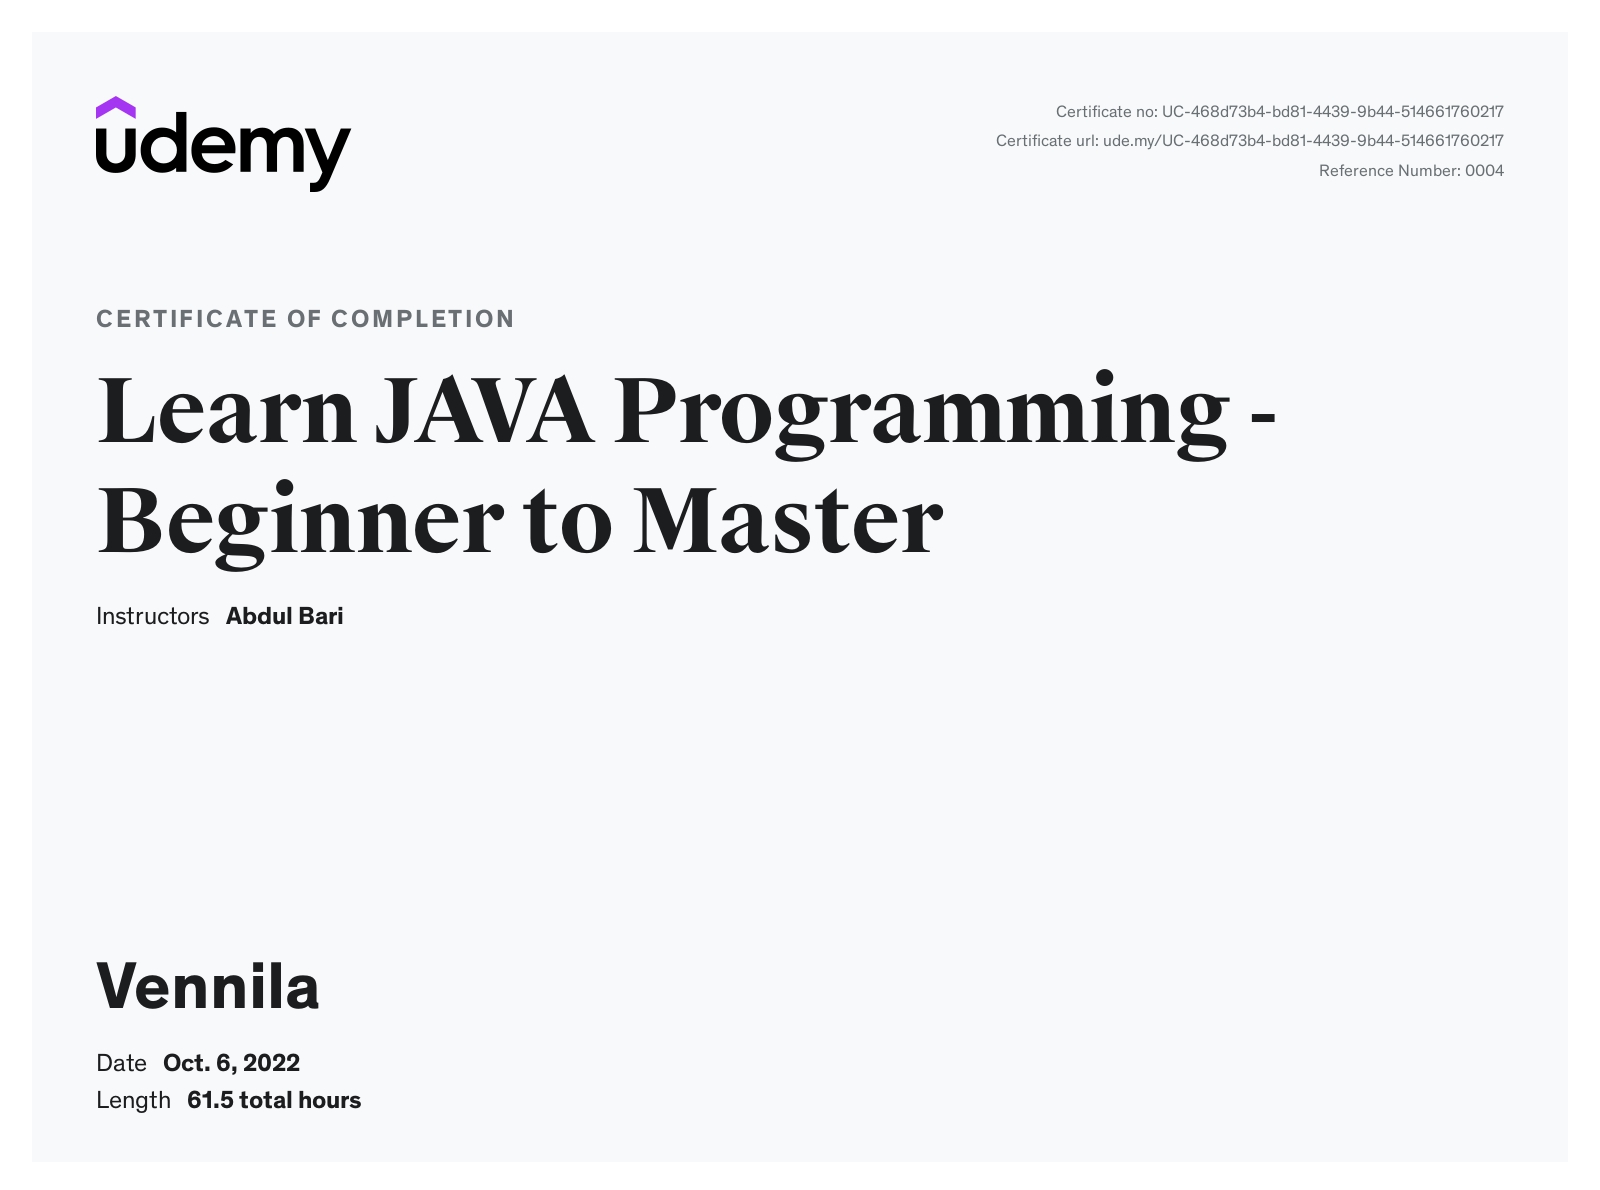 udemy
Certificate no: UC-468d73b4-bd81-4439-9b44-514661760217
Certificate url: ude.my/UC-468d73b4-bd81-4439-9b44-514661760217
Reference Number: 0004
CERTIFICATE OF COMPLETION
Learn JAVA Programming -
Beginner to Master
Instructors Abdul Bari
Vennila
Date Oct. 6, 2022
Length 61.5 total hours